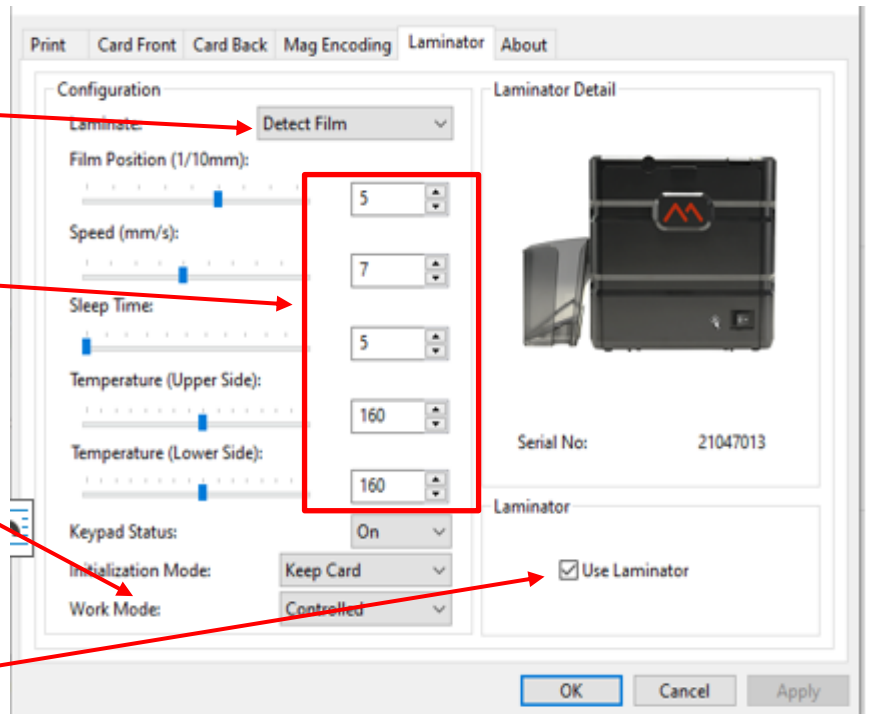 Print Card Front Card Back Mag Encoding Laminator About
Configuration
Laminate: Detect Film
Film Position (1/10mm):
5
Speed (mm/s):
7
Sleep Time:
5
Temperature (Upper Side):
160
Temperature (Lower Side):
160
Keypad Status: On
Initialization Mode: Keep Card
Work Mode: Controlled
Laminator Detail
Serial No: 21047013
Laminator
Use Laminator
OK Cancel Apply